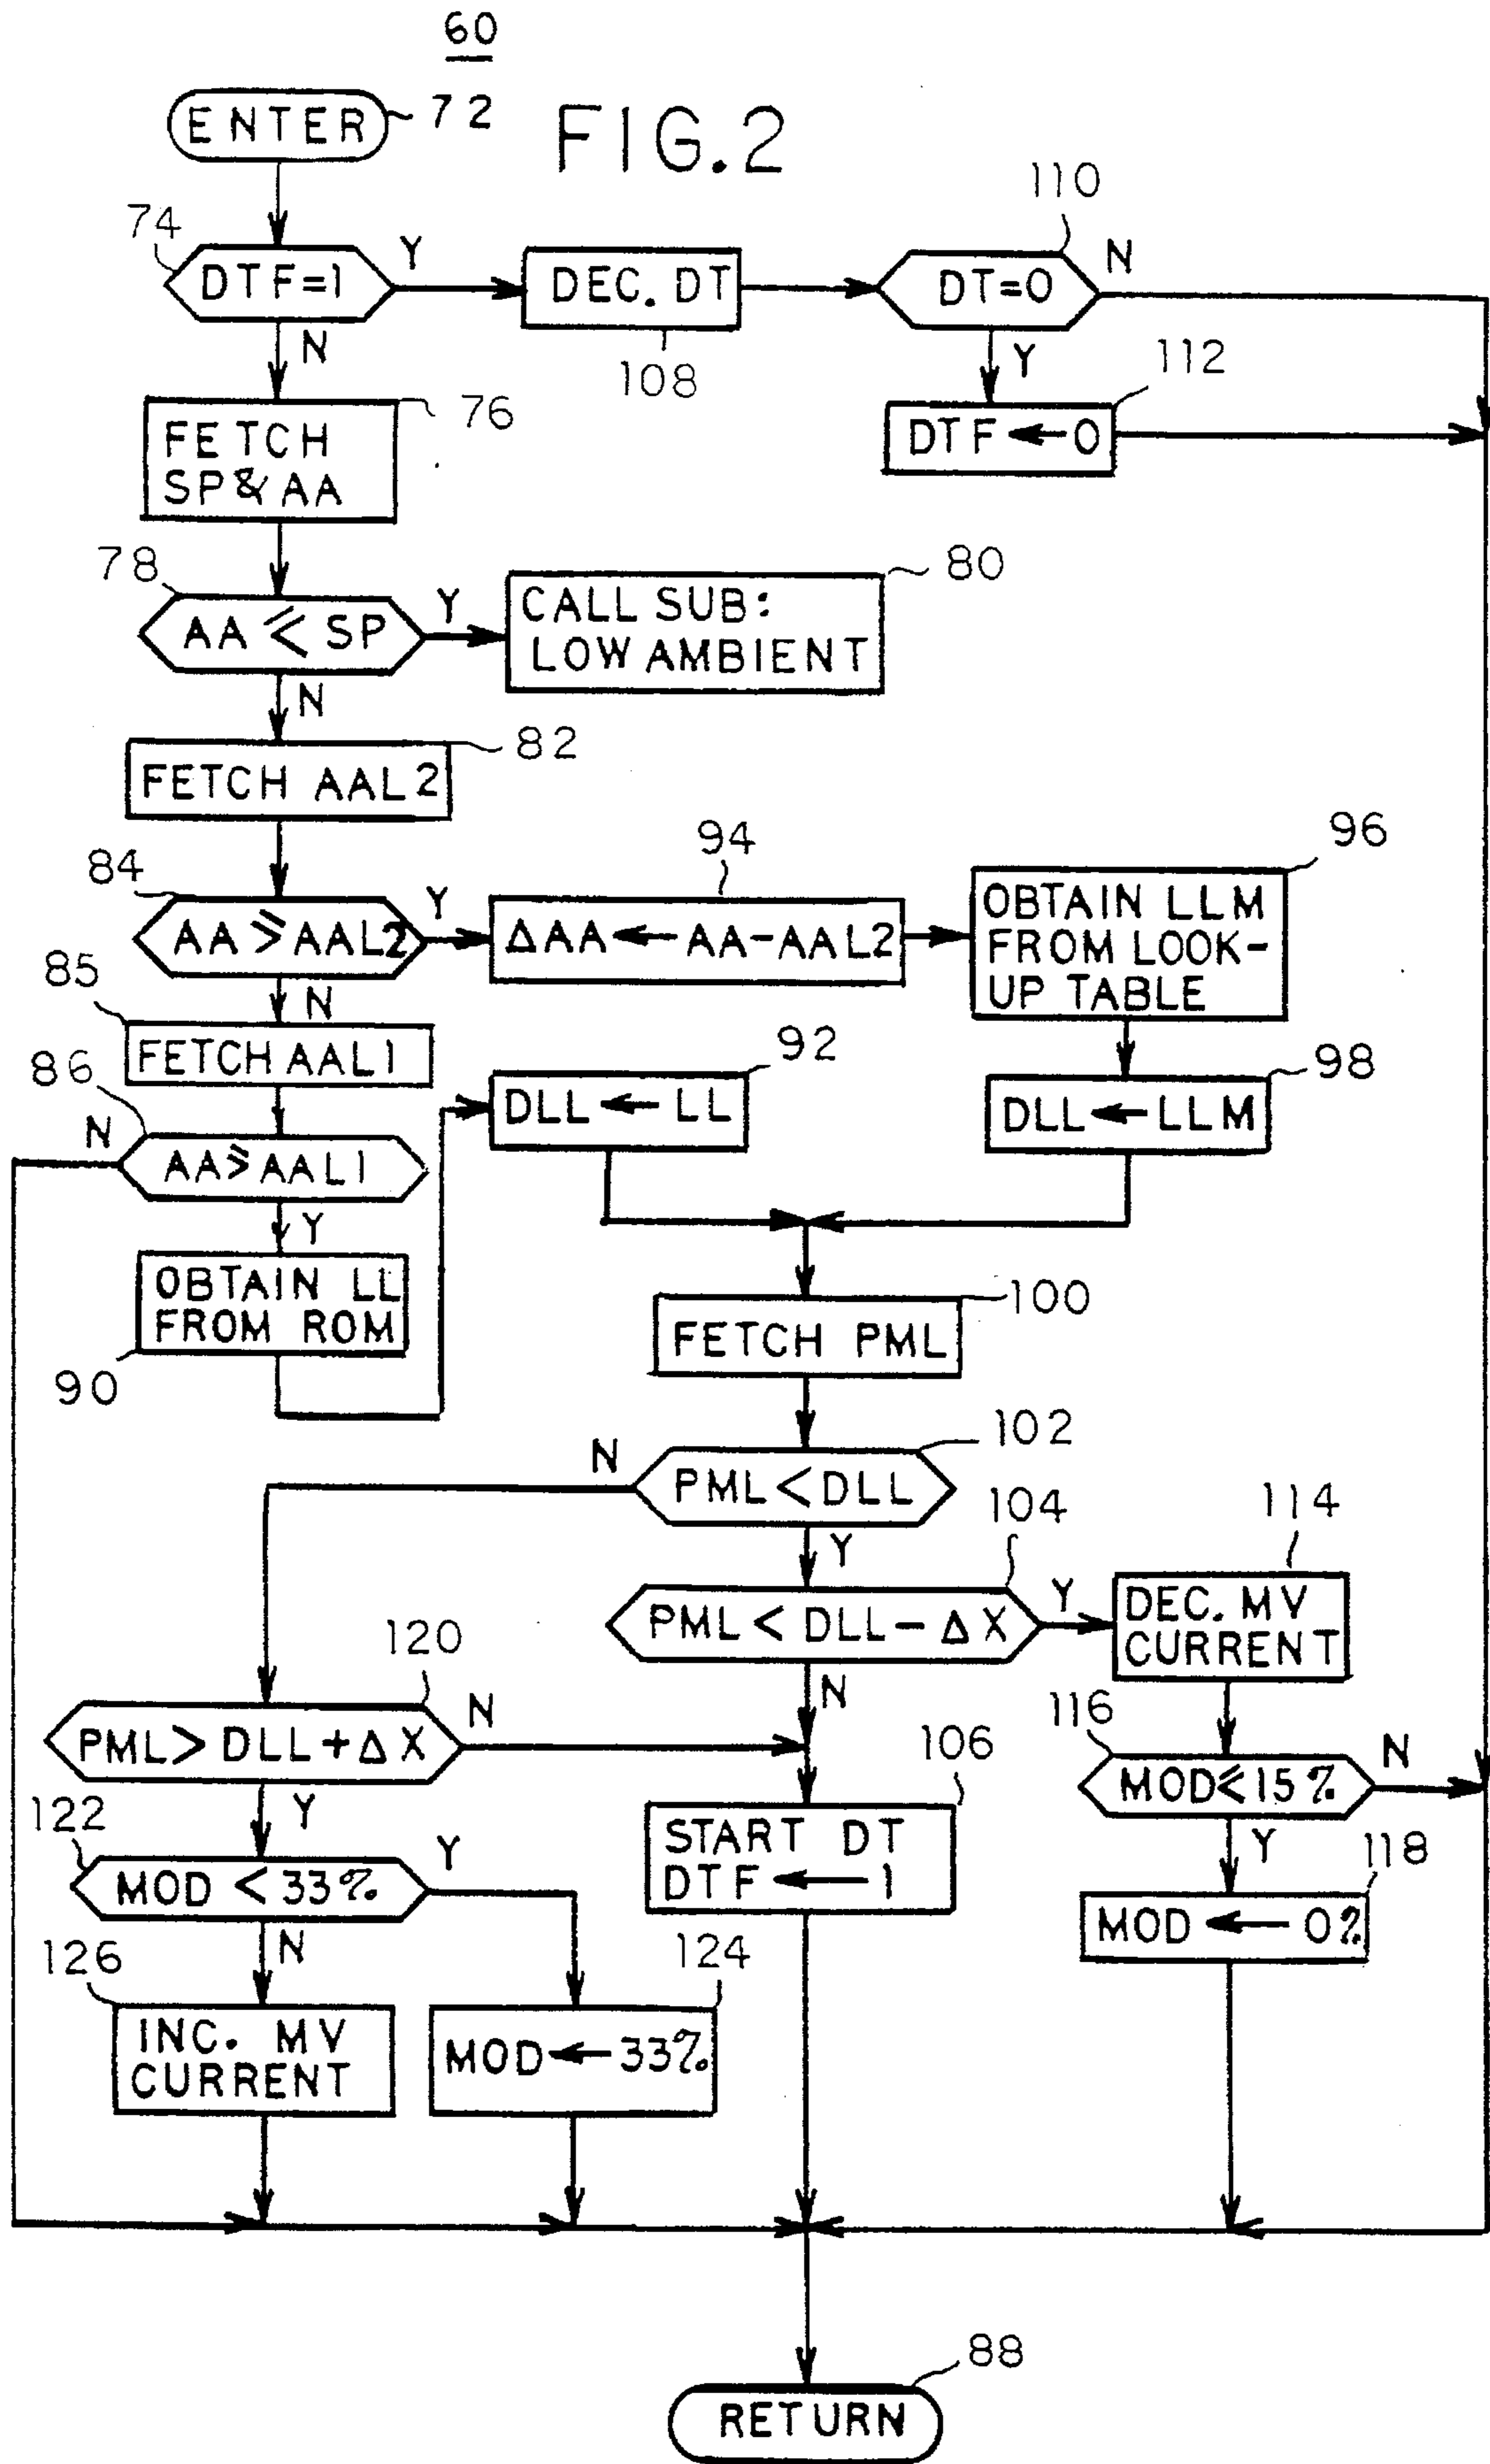 60
ENTER
72
FIG.2
110
74
DTF=1
Y
DEC. DT
DT=0
N
N
108
Y
112
76
FETCH
SP& AA
DTF ← 0
78
AA ≤ SP
Y
80
CALL SUB:
LOW AMBIENT
N
82
FETCH AAL2
84
AA ≥ AAL2
Y
94
ΔAA ← AA-AAL2
96
OBTAIN LLM
FROM LOOK-
UP TABLE
N
85
FETCH AAL1
92
DLL ← LL
98
DLL ← LLM
86
N
AA ≥ AAL1
Y
OBTAIN LL
FROM ROM
90
100
FETCH PML
102
N
PML < DLL
Y
104
PML < DLL - ΔX
Y
114
DEC. MV
CURRENT
120
N
PML > DLL + ΔX
N
116
MOD ≤ 15%
N
Y
106
START DT
DTF ← 1
Y
118
122
MOD < 33%
Y
MOD ← 0%
N
126
INC. MV
CURRENT
124
MOD ← 33%
88
RETURN